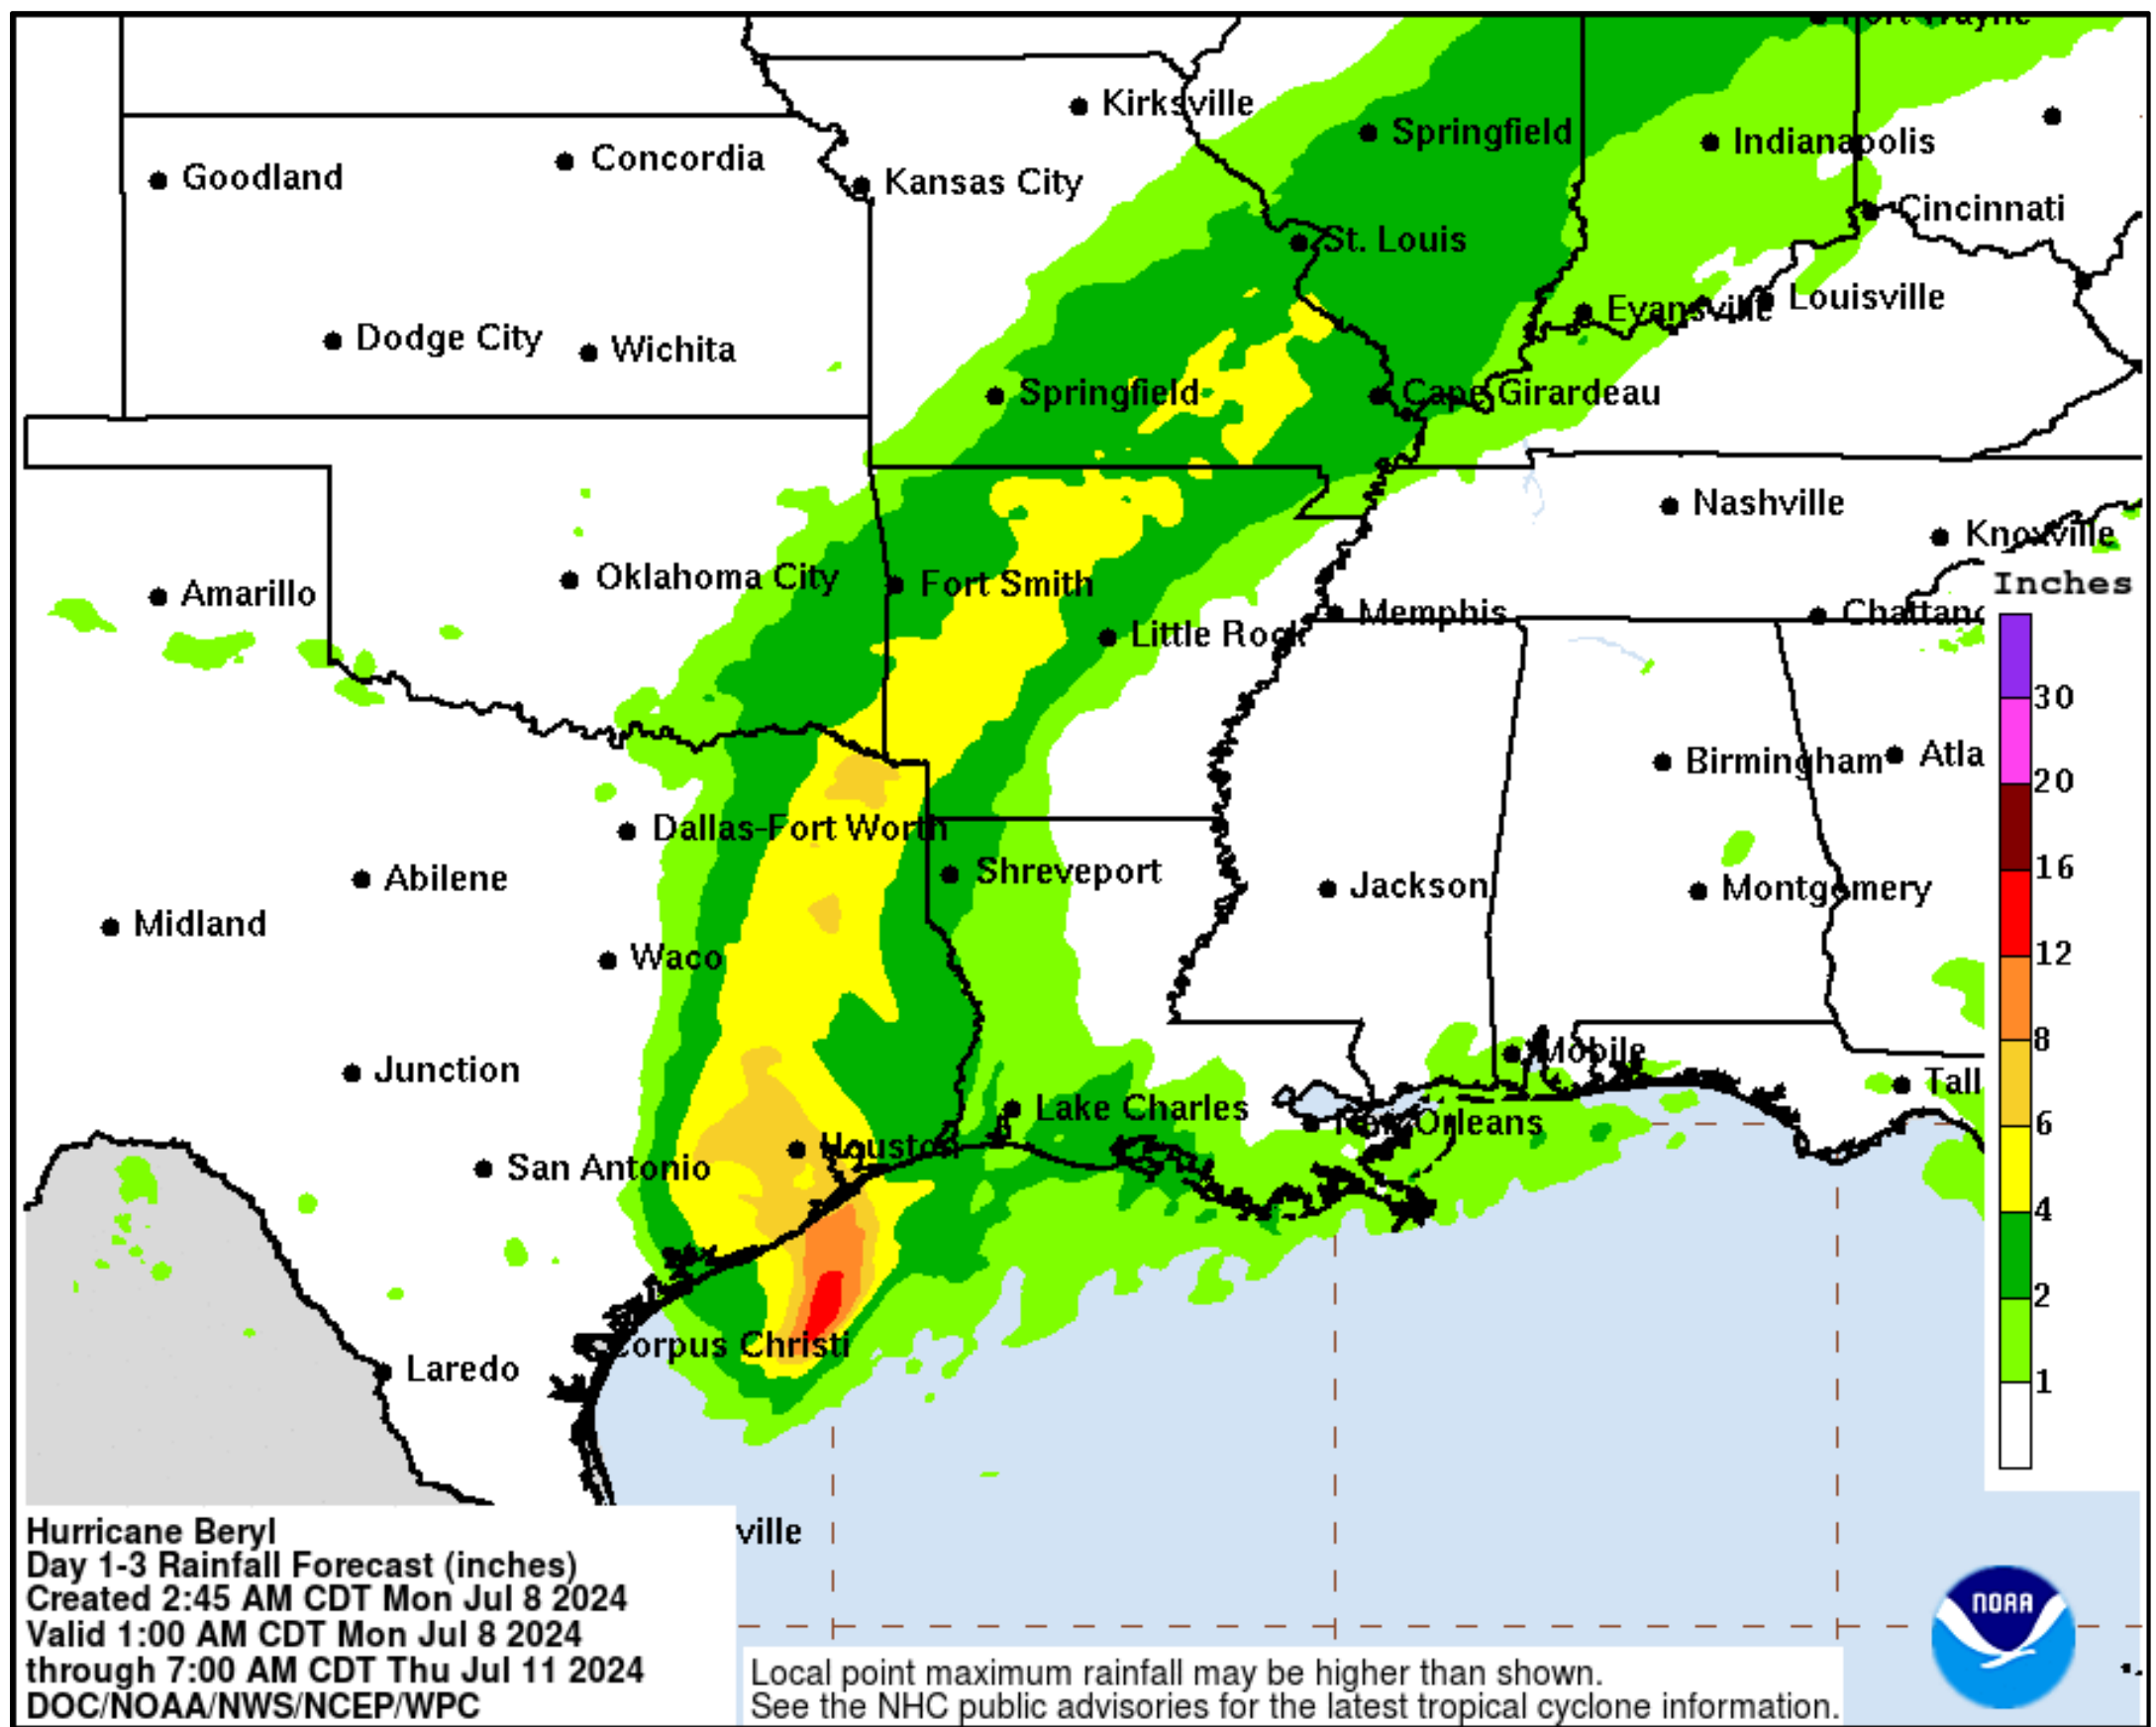 Fort Wayne
Kirksville
Springfield
Indianapolis
Concordia
Goodland
Kansas City
Cincinnati
St. Louis
Louisville
Evansville
Dodge City
Wichita
Springfield
Cape Girardeau
Nashville
Knoxville
Oklahoma City
Fort Smith
Inches
Amarillo
Memphis
Chattano
Little Rock
30
Birmingham
Atla
20
Dallas-Fort Worth
Shreveport
16
Abilene
Jackson
Montgomery
Midland
12
Waco
8
Mobile
Junction
Tall
Lake Charles
New Orleans
6
Houston
San Antonio
4
2
Corpus Christi
Laredo
1
ville
Hurricane Beryl
Day 1-3 Rainfall Forecast (inches)
Created 2:45 AM CDT Mon Jul 8 2024
Valid 1:00 AM CDT Mon Jul 8 2024
through 7:00 AM CDT Thu Jul 11 2024
DOC/NOAA/NWS/NCEP/WPC
Local point maximum rainfall may be higher than shown.
See the NHC public advisories for the latest tropical cyclone information.
NOAA